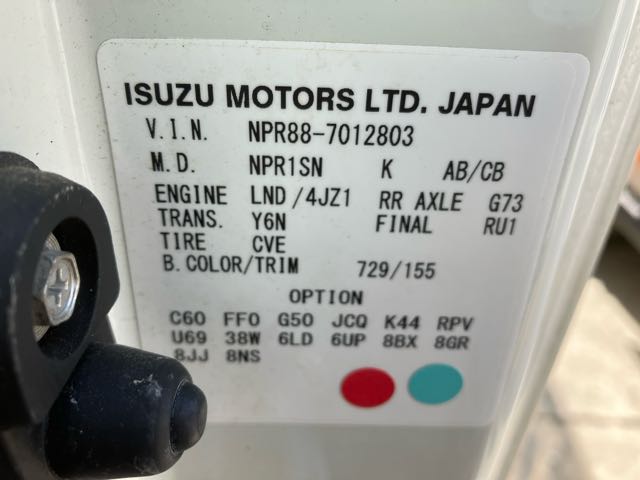 ISUZU MOTORS LTD. JAPAN
V.I.N. NPR88-7012803
M.D. NPR1SN K AB/CB
ENGINE LND/4JZ1 RR AXLE G73
TRANS. Y6N FINAL RU1
TIRE CVE
B.COLOR/TRIM 729/155
OPTION
C60 FF0 G50 JCQ K44 RPV
U69 38W 6LD 6UP 8BX 8GR
8JJ 8NS